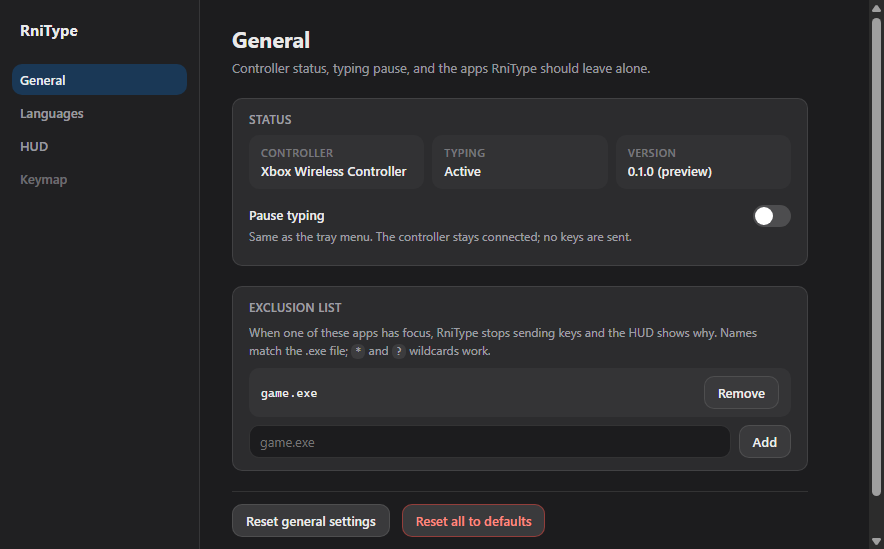 RniType
General
Languages
HUD
Keymap
General
Controller status, typing pause, and the apps RniType should leave alone.
STATUS
CONTROLLER
Xbox Wireless Controller
TYPING
Active
VERSION
0.1.0 (preview)
Pause typing
Same as the tray menu. The controller stays connected; no keys are sent.
EXCLUSION LIST
When one of these apps has focus, RniType stops sending keys and the HUD shows why. Names
match the .exe file; * and ? wildcards work.
game.exe
Remove
game.exe
Add
Reset general settings
Reset all to defaults